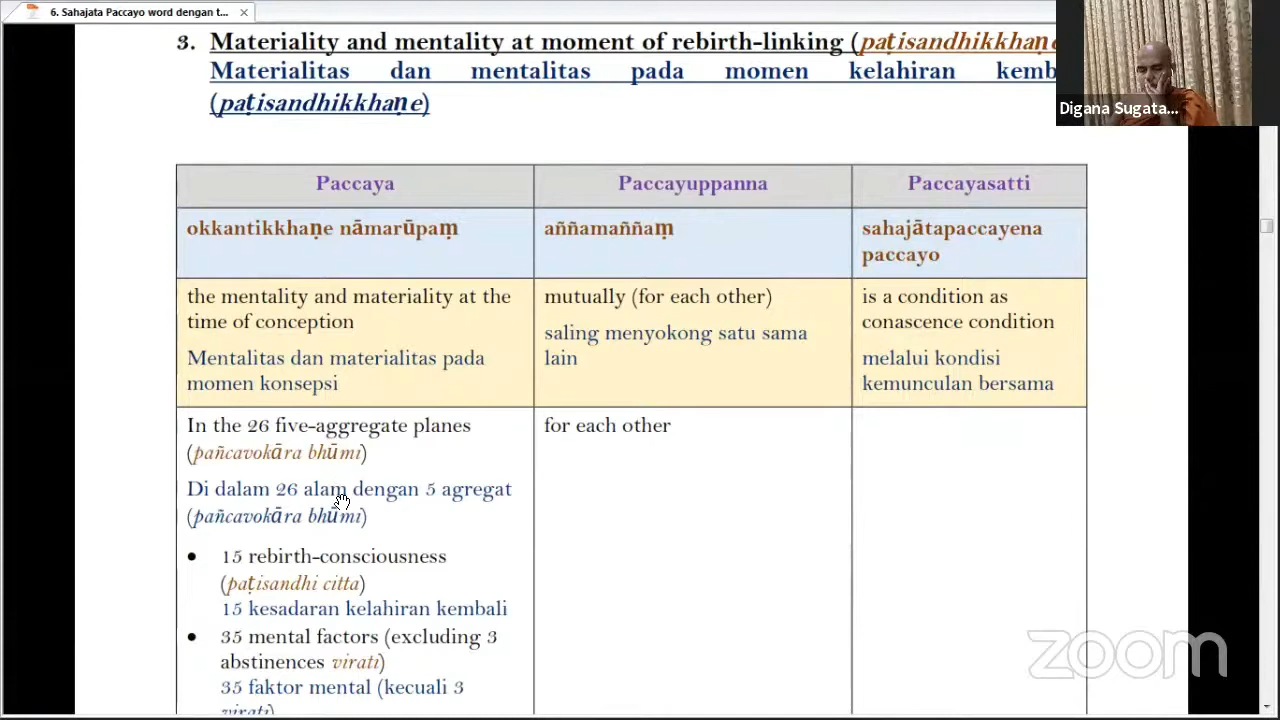 6. Sahajata Paccayo word dengan t...
3. Materiality and mentality at moment of rebirth-linking (paṭisandhikkhaṇe
Materialitas dan mentalitas pada momen kelahiran
(paṭisandhikkhaṇe)
Digana Sugata...
Paccaya
Paccayuppanna
Paccayasatti
okkantikkhaṇe nāmarūpaṃ
aññamaññaṃ
sahajātapaccayena
paccayo
the mentality and materiality at the
time of conception
Mentalitas dan materialitas pada
momen konsepsi
mutually (for each other)
saling menyokong satu sama
lain
is a condition as
conascence condition
melalui kondisi
kemunculan bersama
In the 26 five-aggregate planes
(pañcavokāra bhūmi)
Di dalam 26 alam dengan 5 agregat
(pañcavokāra bhūmi)
for each other
• 15 rebirth-consciousness
(paṭisandhi citta)
15 kesadaran kelahiran kembali
• 35 mental factors (excluding 3
abstinences virati)
35 faktor mental (kecuali 3
virati)
zoom